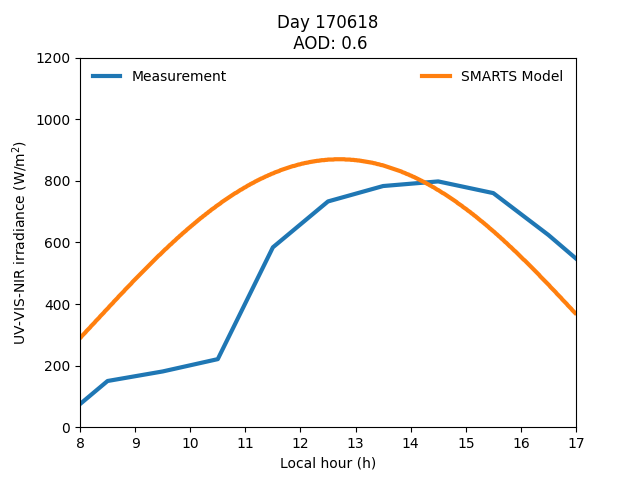 Day 170618
AOD: 0.6
Measurement
SMARTS Model
UV-VIS-NIR irradiance (W/m²)
1200
1000
800
600
400
200
0
8 9 10 11 12 13 14 15 16 17
Local hour (h)